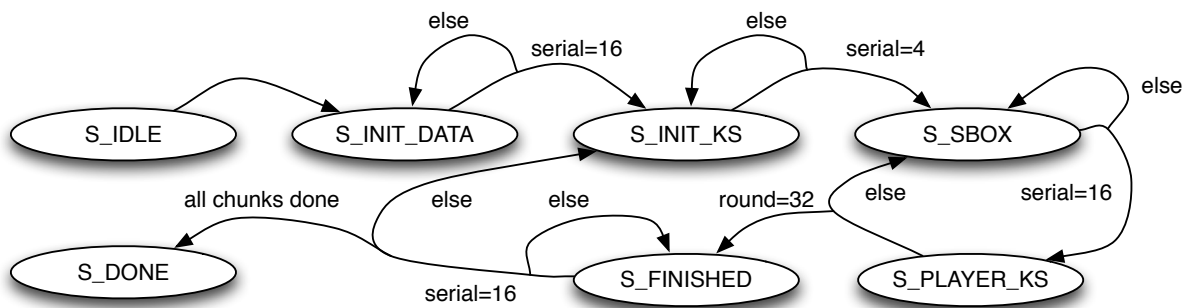 else
else
serial=16
serial=4
else
S_IDLE
S_INIT_DATA
S_INIT_KS
S_SBOX
all chunks done
else
else
round=32
else
serial=16
S_DONE
S_FINISHED
S_PLAYER_KS
serial=16